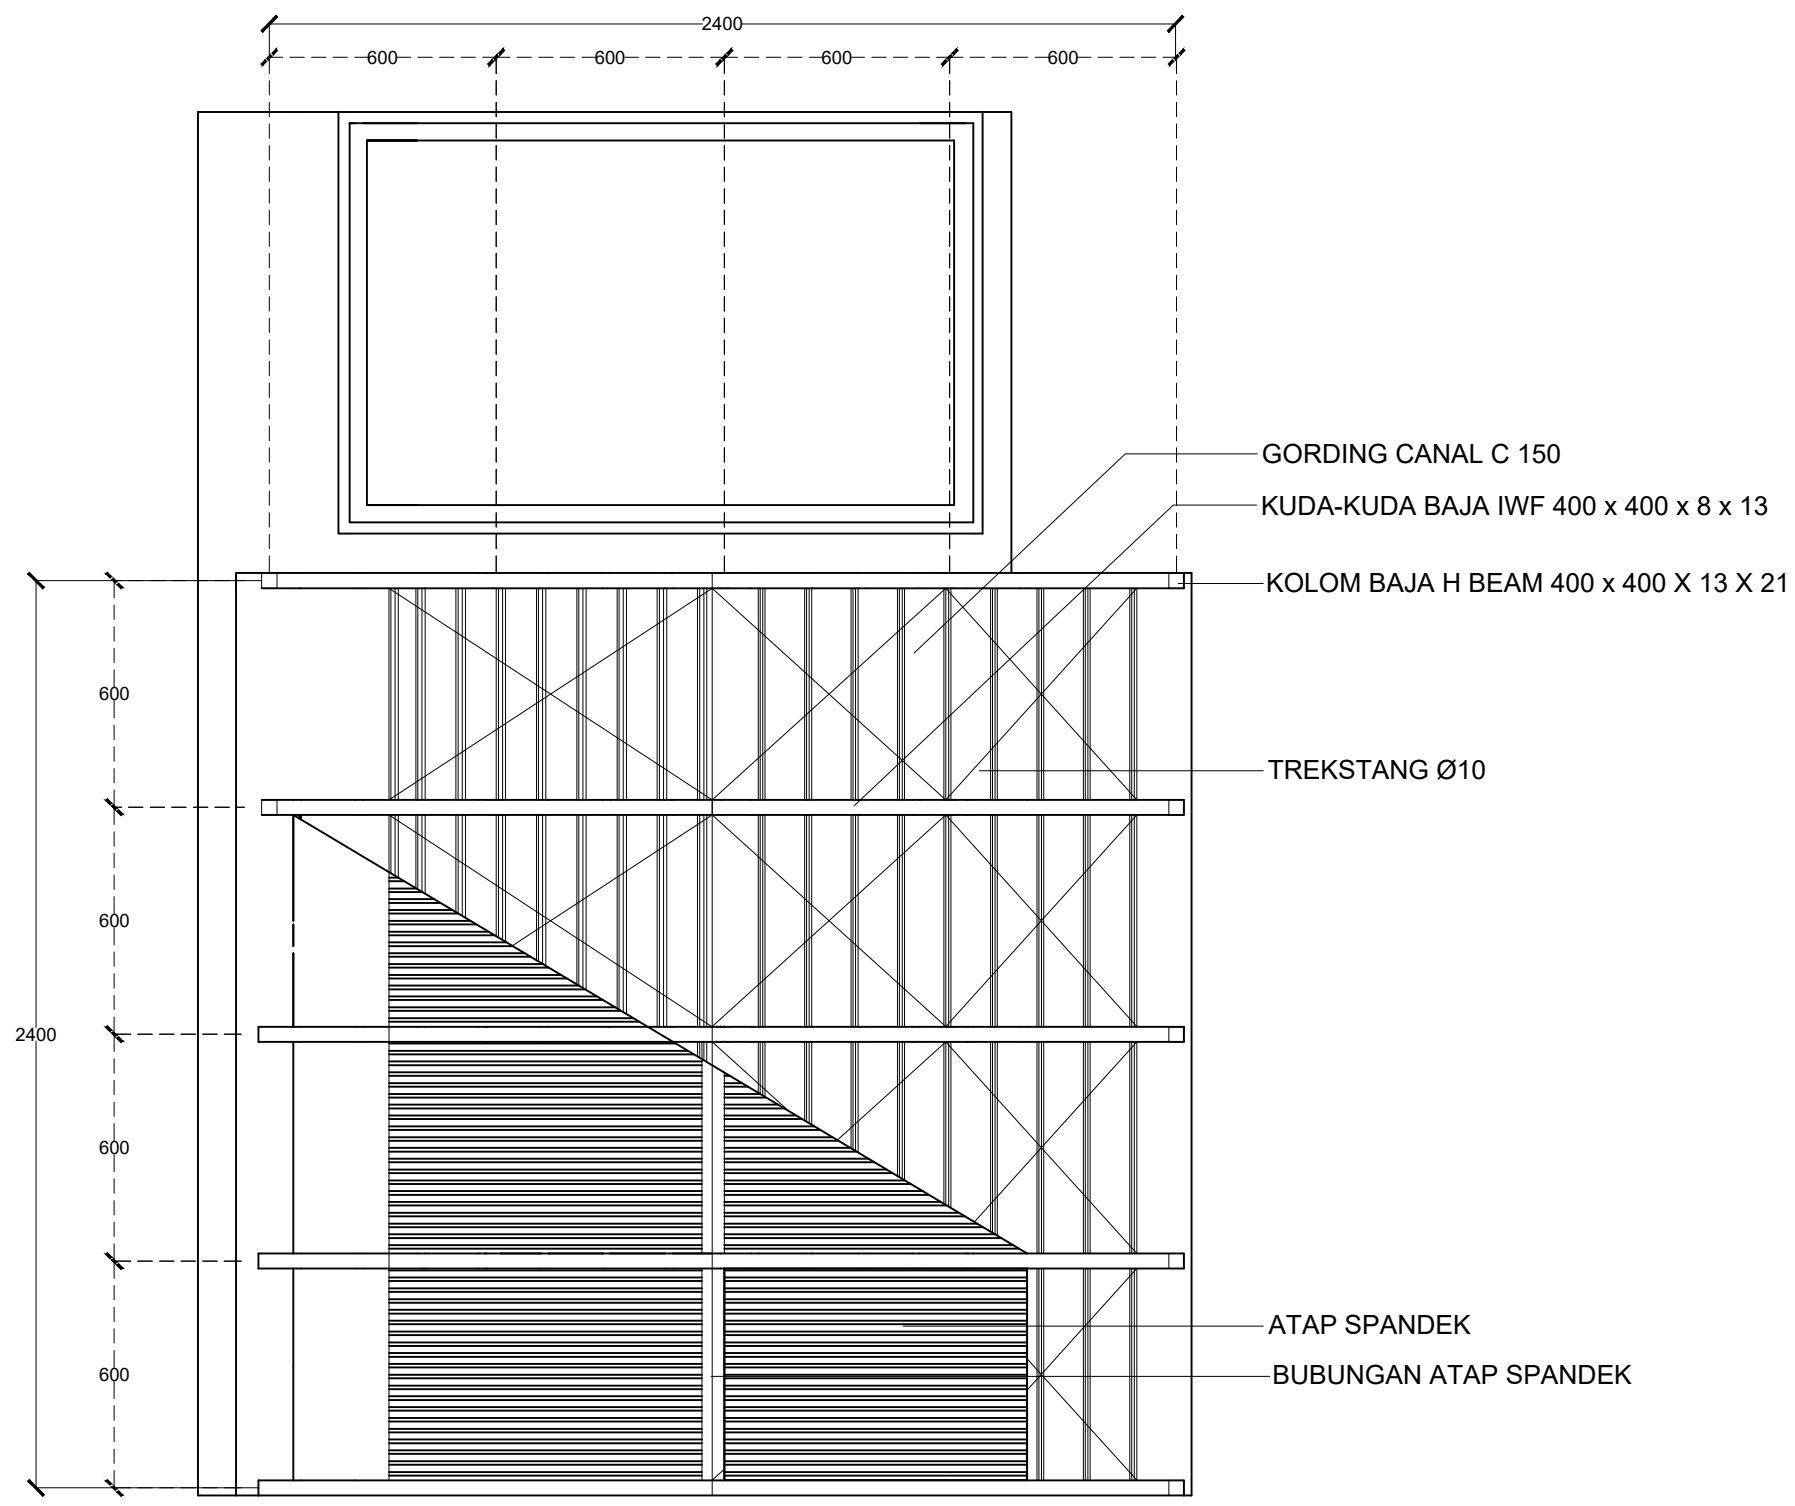 2400
600
600
600
600
GORDING CANAL C 150
KUDA-KUDA BAJA IWF 400 x 400 x 8 x 13
KOLOM BAJA H BEAM 400 x 400 X 13 X 21
600
TREKSTANG Ø10
600
2400
600
ATAP SPANDEK
600
BUBUNGAN ATAP SPANDEK